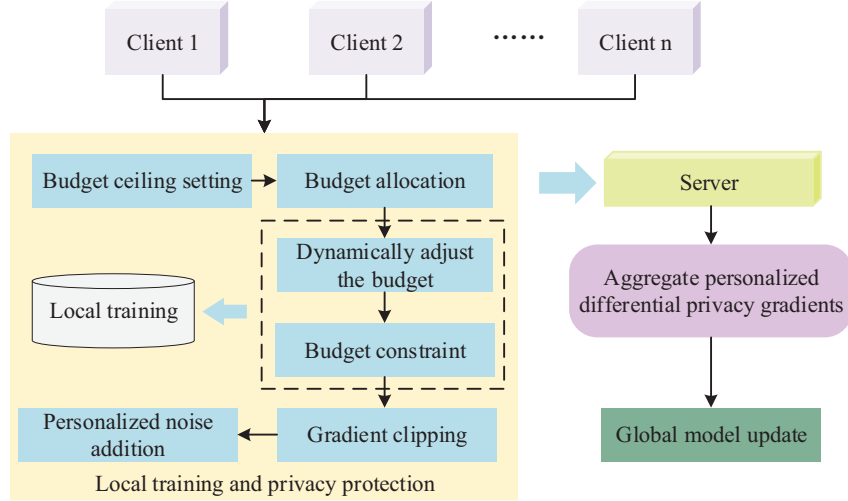 Client 1
Client 2
······
Client n
Budget ceiling setting
Budget allocation
Server
Dynamically adjust
the budget
Aggregate personalized
differential privacy gradients
Local training
Budget constraint
Personalized noise
addition
Gradient clipping
Global model update
Local training and privacy protection